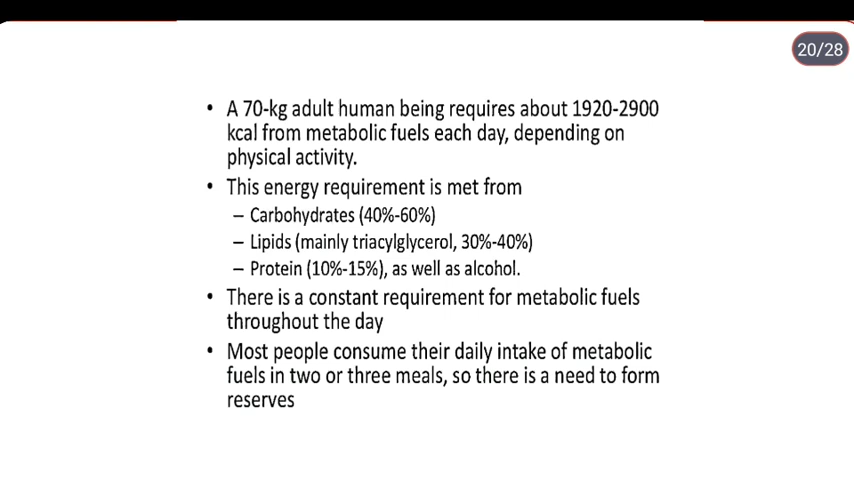 20/28
• A 70-kg adult human being requires about 1920-2900
kcal from metabolic fuels each day, depending on
physical activity.
• This energy requirement is met from
– Carbohydrates (40%-60%)
– Lipids (mainly triacylglycerol, 30%-40%)
– Protein (10%-15%), as well as alcohol.
• There is a constant requirement for metabolic fuels
throughout the day
• Most people consume their daily intake of metabolic
fuels in two or three meals, so there is a need to form
reserves